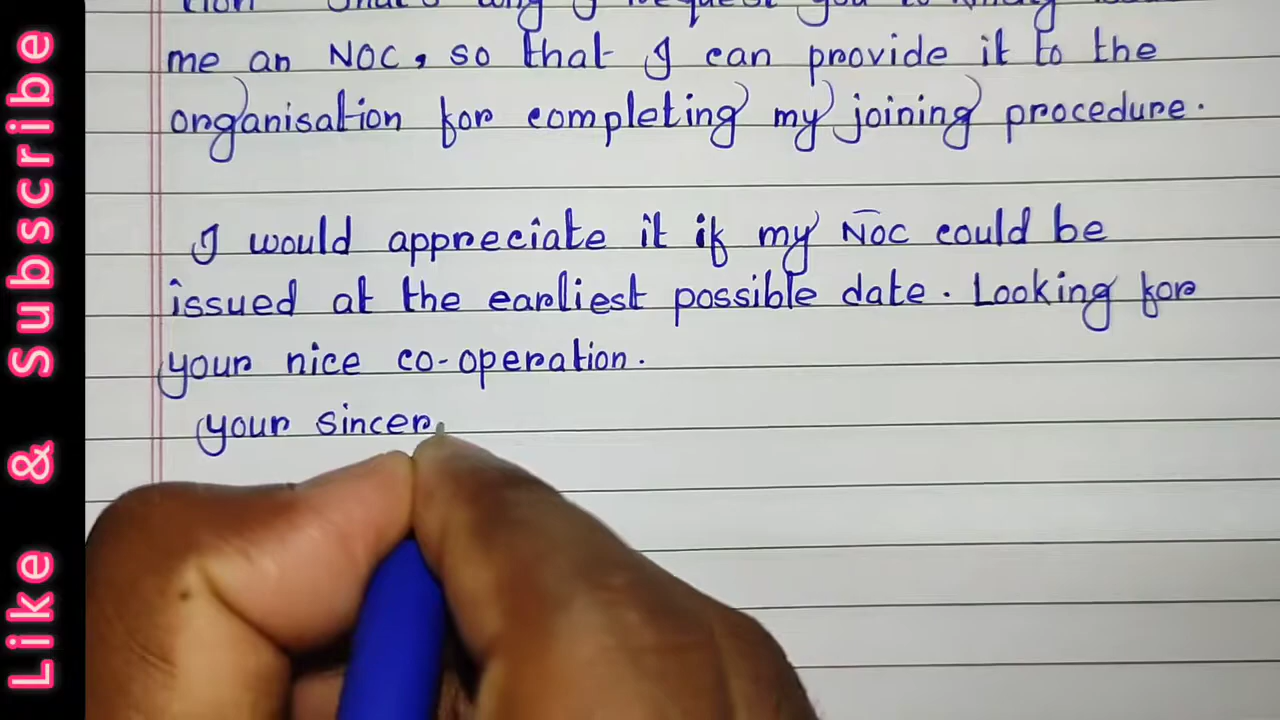 me an NOC, so that I can provide it to the
organisation for completing my joining procedure.
I would appreciate it if my NOC could be
issued at the earliest possible date. Looking for
your nice co-operation.
your sincer
Like & Subscribe